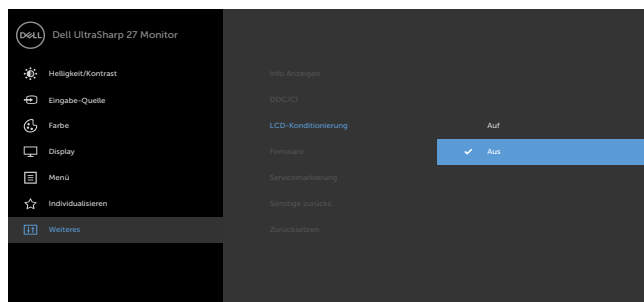 DELL Dell UltraSharp 27 Monitor
Helligkeit/Kontrast
Eingabe-Quelle
Farbe
Display
Menü
Individualisieren
Weiteres
Info Anzeigen
DDC/CI
LCD-Konditionierung
Firmware
Servicemarkierung
Sonstige zurücks.
Zurücksetzen
Auf
Aus